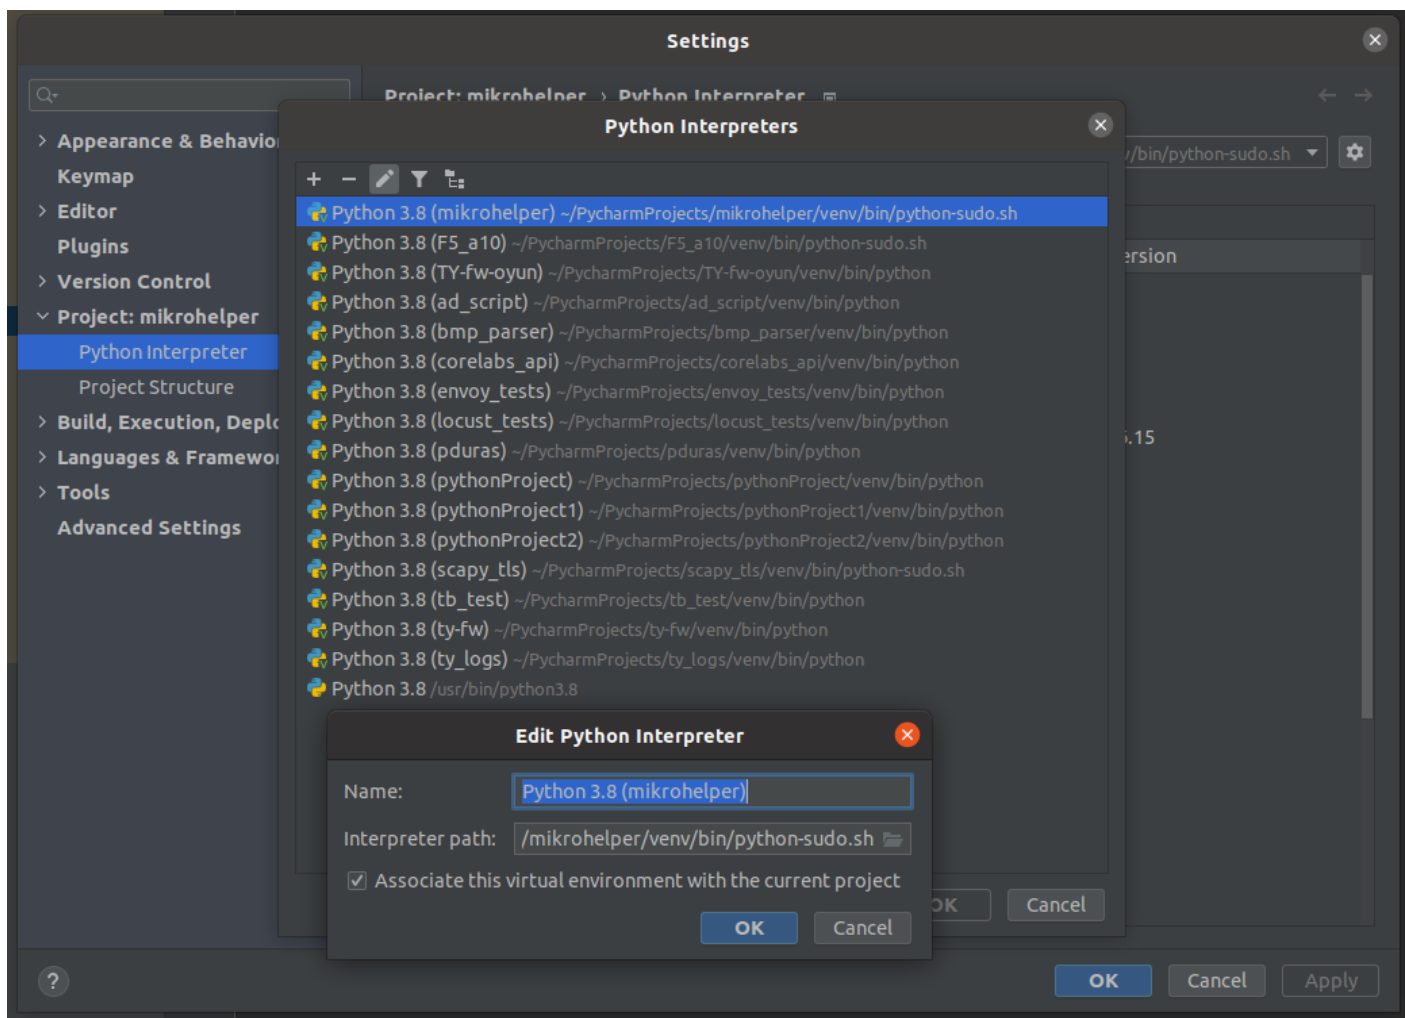 Settings
Project: mikrohelper › Python Interpreter
Appearance & Behavio
Keymap
Editor
Plugins
Version Control
Project: mikrohelper
Python Interpreter
Project Structure
Build, Execution, Deplo
Languages & Framewor
Tools
Advanced Settings
/bin/python-sudo.sh
ersion
.15
Python Interpreters
Python 3.8 (mikrohelper) ~/PycharmProjects/mikrohelper/venv/bin/python-sudo.sh
Python 3.8 (F5_a10) ~/PycharmProjects/F5_a10/venv/bin/python-sudo.sh
Python 3.8 (TY-fw-oyun) ~/PycharmProjects/TY-fw-oyun/venv/bin/python
Python 3.8 (ad_script) ~/PycharmProjects/ad_script/venv/bin/python
Python 3.8 (bmp_parser) ~/PycharmProjects/bmp_parser/venv/bin/python
Python 3.8 (corelabs_api) ~/PycharmProjects/corelabs_api/venv/bin/python
Python 3.8 (envoy_tests) ~/PycharmProjects/envoy_tests/venv/bin/python
Python 3.8 (locust_tests) ~/PycharmProjects/locust_tests/venv/bin/python
Python 3.8 (pduras) ~/PycharmProjects/pduras/venv/bin/python
Python 3.8 (pythonProject) ~/PycharmProjects/pythonProject/venv/bin/python
Python 3.8 (pythonProject1) ~/PycharmProjects/pythonProject1/venv/bin/python
Python 3.8 (pythonProject2) ~/PycharmProjects/pythonProject2/venv/bin/python
Python 3.8 (scapy_tls) ~/PycharmProjects/scapy_tls/venv/bin/python-sudo.sh
Python 3.8 (tb_test) ~/PycharmProjects/tb_test/venv/bin/python
Python 3.8 (ty-fw) ~/PycharmProjects/ty-fw/venv/bin/python
Python 3.8 (ty_logs) ~/PycharmProjects/ty_logs/venv/bin/python
Python 3.8 /usr/bin/python3.8
Edit Python Interpreter
Name: Python 3.8 (mikrohelper)
Interpreter path: /mikrohelper/venv/bin/python-sudo.sh
Associate this virtual environment with the current project
OK Cancel
OK Cancel
? OK Cancel Apply